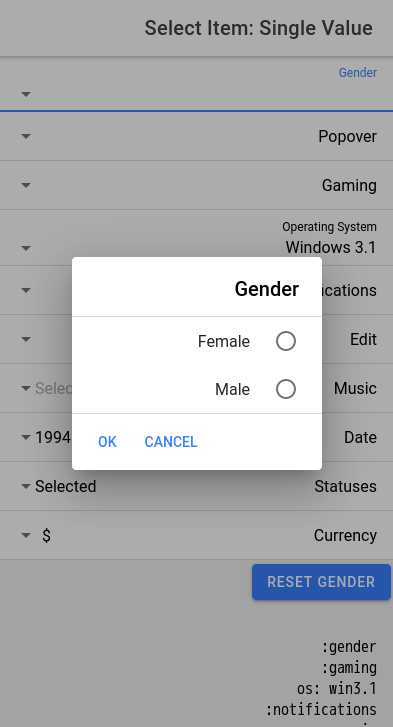 Select Item: Single Value
Gender
Popover
Gaming
Operating System
Windows 3.1
Gender
Female
Male
OK CANCEL
Edit
Music
Date 1994
Statuses Selected
Currency $
RESET GENDER
:gender
:gaming
os: win3.1
:notifications